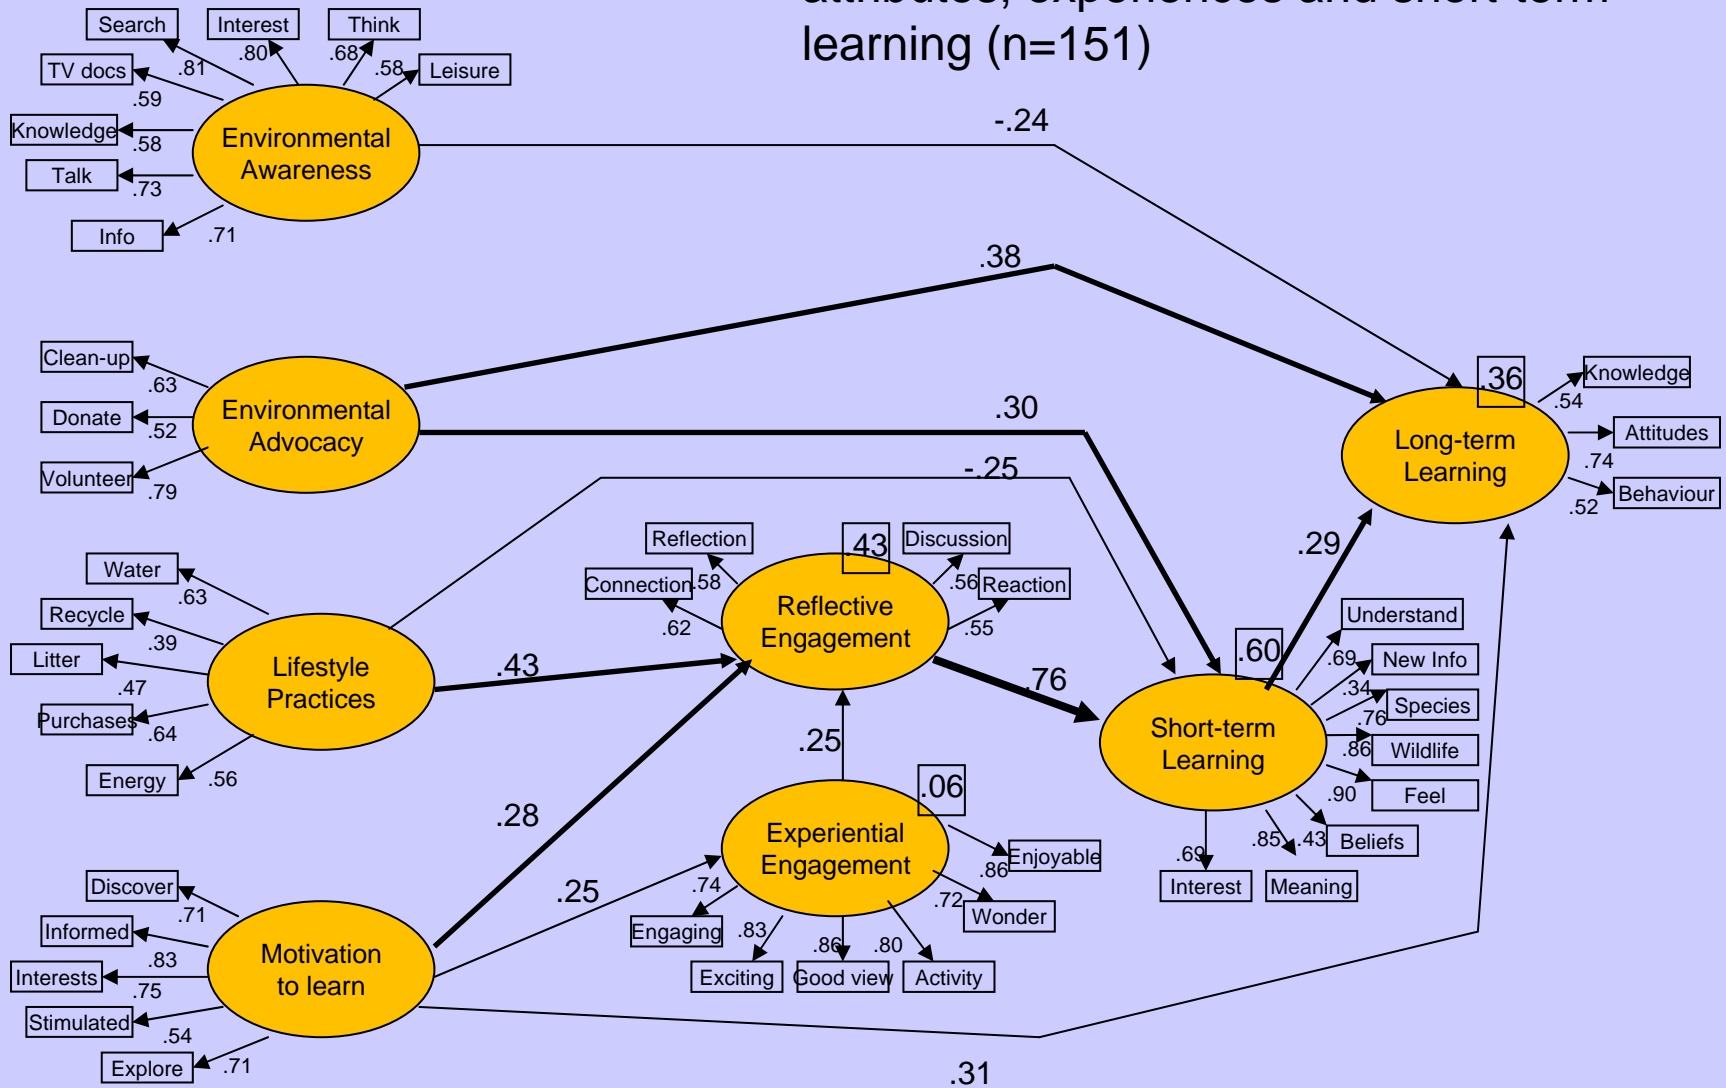 attributes, experiences and short-term
learning (n=151)
Search
Interest
Think
TV docs
.81
.80
.68
.58
Leisure
.59
Knowledge
.58
Environmental
Awareness
Talk
.73
Info
.71
-.24
.38
Clean-up
.63
Donate
.52
Volunteer
.79
Environmental
Advocacy
.30
-.25
.36
Knowledge
.54
Long-term
Learning
Attitudes
.74
Behaviour
.52
Water
.63
Recycle
.39
Litter
.47
Purchases
.64
Energy
.56
Lifestyle
Practices
.43
Reflection
.58
Connection
.62
.43
Discussion
.56
Reaction
.55
Reflective
Engagement
.76
.29
.60
Short-term
Learning
Understand
.69
New Info
.34
Species
.76
Wildlife
.86
Feel
.90
Beliefs
.43
.85
Meaning
.69
Interest
.25
.28
.25
.06
Experiential
Engagement
Enjoyable
.86
Wonder
.72
.74
Engaging
.83
Exciting
.86
Good view
.80
Activity
Discover
.71
Informed
.83
Interests
.75
Stimulated
.54
Explore
.71
Motivation
to learn
.31